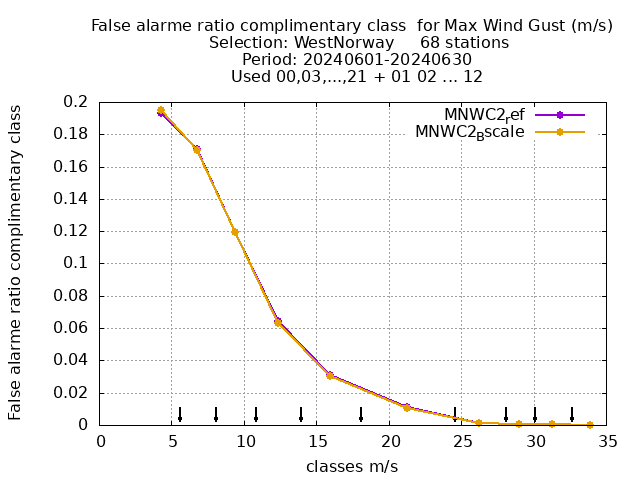 False alarme ratio complimentary class  for Max Wind Gust (m/s)
Selection: WestNorway     68 stations
Period: 20240601-20240630
Used 00,03,...,21 + 01 02 ... 12
False alarme ratio complimentary class
0.2
0.18
0.16
0.14
0.12
0.1
0.08
0.06
0.04
0.02
0
MNWC2ref
MNWC2Bscale
0 5 10 15 20 25 30 35
classes m/s